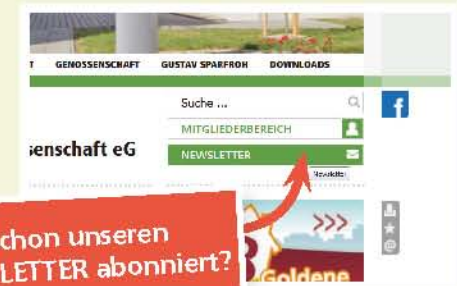 GENOSSENSCHAFT GUSTAV SPARFROH DOWNLOADS
Suche ...
MITGLIEDERBEREICH
senschaft eG
NEWSLETTER
Newsletter
>>>
chon unseren
LETTER abonniert?
Goldene